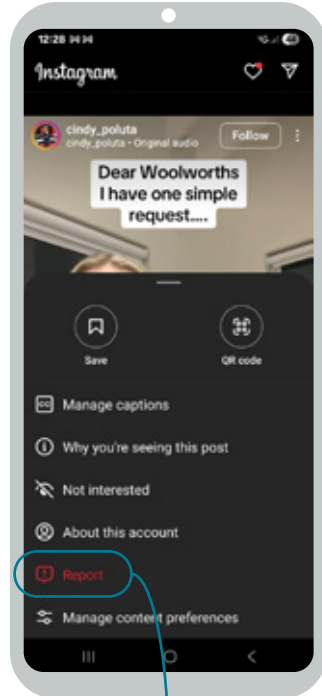 12:28
Instagram
cindy_poluta
cindy_poluta • Original audio
Follow
Dear Woolworths
I have one simple
request....
Save
QR code
CC
Manage captions
Why you're seeing this post
Not interested
About this account
Report
Manage content preferences